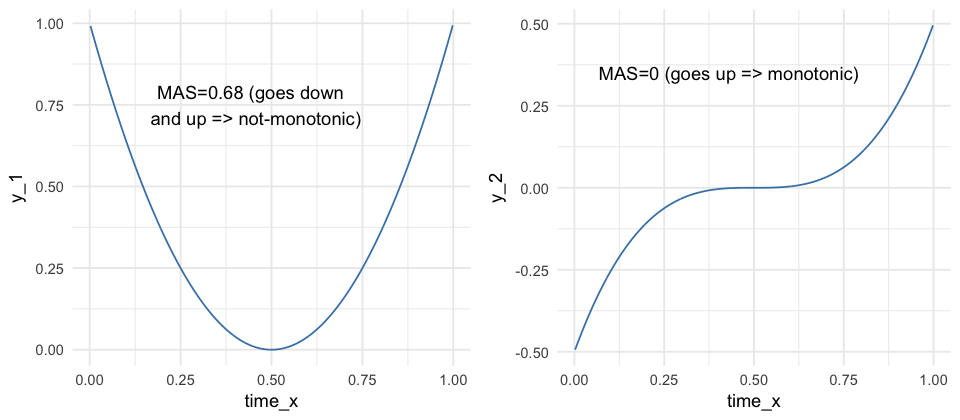 1.00
0.75
0.50
0.25
0.00
y_1
MAS=0.68 (goes down
and up => not-monotonic)
0.00 0.25 0.50 0.75 1.00
time_x
0.50
0.25
0.00
-0.25
-0.50
y_2
MAS=0 (goes up => monotonic)
0.00 0.25 0.50 0.75 1.00
time_x